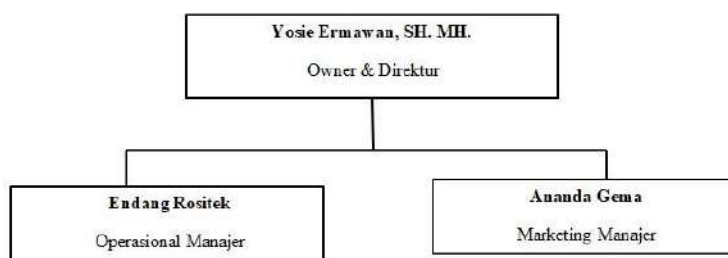 Yosie Ermawan, SH. MH.
Owner & Direktur
Endang Rositek
Operasional Manajer
Ananda Gema
Marketing Manajer